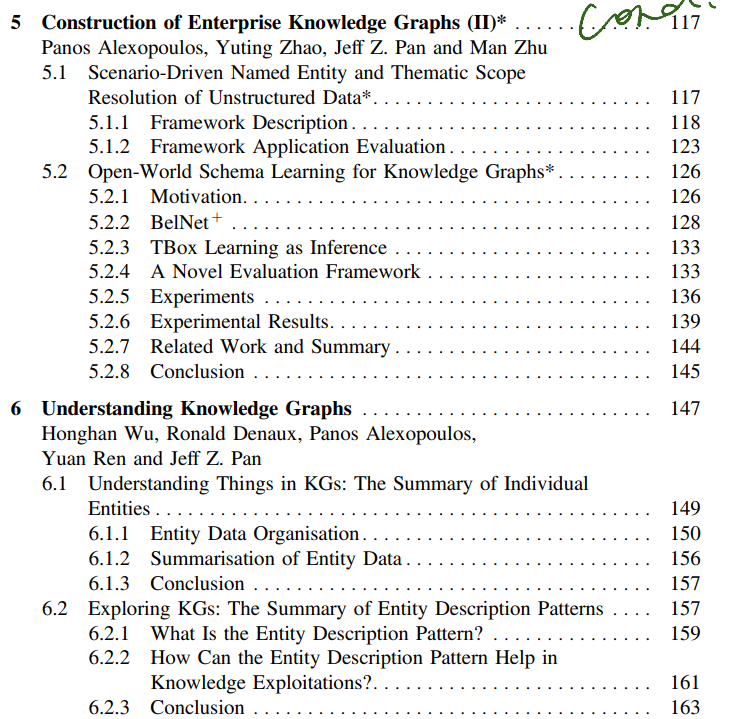 5 Construction of Enterprise Knowledge Graphs (II)* . . . . . . . . . . . . . 117
Panos Alexopoulos, Yuting Zhao, Jeff Z. Pan and Man Zhu
5.1 Scenario-Driven Named Entity and Thematic Scope
Resolution of Unstructured Data* . . . . . . . . . . . . . . . . . . . . . . . . . 117
5.1.1 Framework Description . . . . . . . . . . . . . . . . . . . . . . . . . . . 118
5.1.2 Framework Application Evaluation . . . . . . . . . . . . . . . . . . 123
5.2 Open-World Schema Learning for Knowledge Graphs* . . . . . . . . . 126
5.2.1 Motivation . . . . . . . . . . . . . . . . . . . . . . . . . . . . . . . . . . . 126
5.2.2 BelNet+ . . . . . . . . . . . . . . . . . . . . . . . . . . . . . . . . . . . . 128
5.2.3 TBox Learning as Inference . . . . . . . . . . . . . . . . . . . . . . . 133
5.2.4 A Novel Evaluation Framework . . . . . . . . . . . . . . . . . . . . 133
5.2.5 Experiments . . . . . . . . . . . . . . . . . . . . . . . . . . . . . . . . . . 136
5.2.6 Experimental Results . . . . . . . . . . . . . . . . . . . . . . . . . . . . 139
5.2.7 Related Work and Summary . . . . . . . . . . . . . . . . . . . . . . . 144
5.2.8 Conclusion . . . . . . . . . . . . . . . . . . . . . . . . . . . . . . . . . . . 145
6 Understanding Knowledge Graphs . . . . . . . . . . . . . . . . . . . . . . . . . . 147
Honghan Wu, Ronald Denaux, Panos Alexopoulos,
Yuan Ren and Jeff Z. Pan
6.1 Understanding Things in KGs: The Summary of Individual
Entities . . . . . . . . . . . . . . . . . . . . . . . . . . . . . . . . . . . . . . . . . . . . 149
6.1.1 Entity Data Organisation . . . . . . . . . . . . . . . . . . . . . . . . . . 150
6.1.2 Summarisation of Entity Data . . . . . . . . . . . . . . . . . . . . . . 156
6.1.3 Conclusion . . . . . . . . . . . . . . . . . . . . . . . . . . . . . . . . . . . 157
6.2 Exploring KGs: The Summary of Entity Description Patterns . . . . 157
6.2.1 What Is the Entity Description Pattern? . . . . . . . . . . . . . . 159
6.2.2 How Can the Entity Description Pattern Help in
Knowledge Exploitations? . . . . . . . . . . . . . . . . . . . . . . . . . 161
6.2.3 Conclusion . . . . . . . . . . . . . . . . . . . . . . . . . . . . . . . . . . . 163